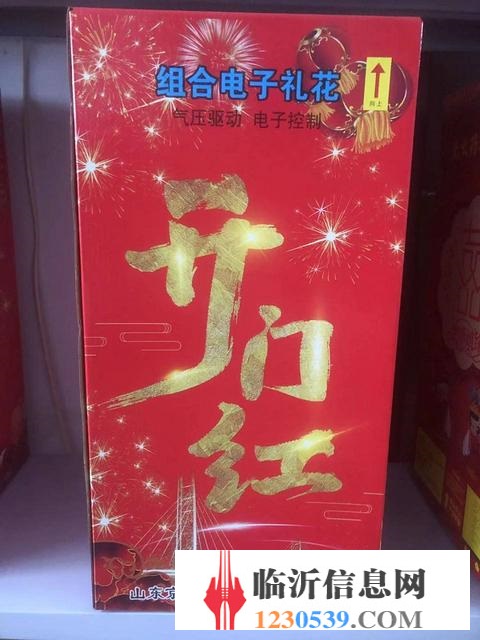 组合电子礼花
气压驱动 电子控制
向上
开门红
山东京
临沂信息网
1230539.com